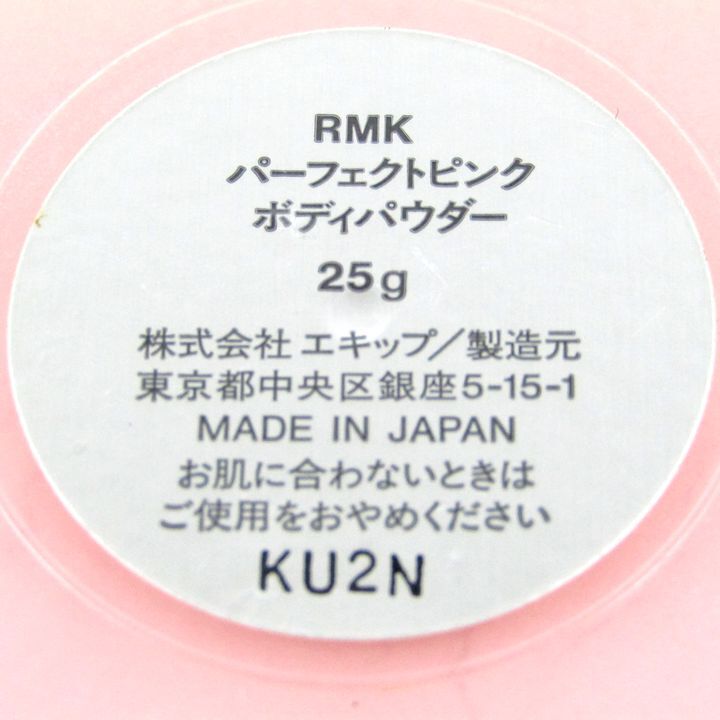 RMK
パーフェクトピンク
ボディパウダー
25g
株式会社 エキップ/製造元
東京都中央区銀座5-15-1
MADE IN JAPAN
お肌に合わないときは
ご使用をおやめください
KU2N